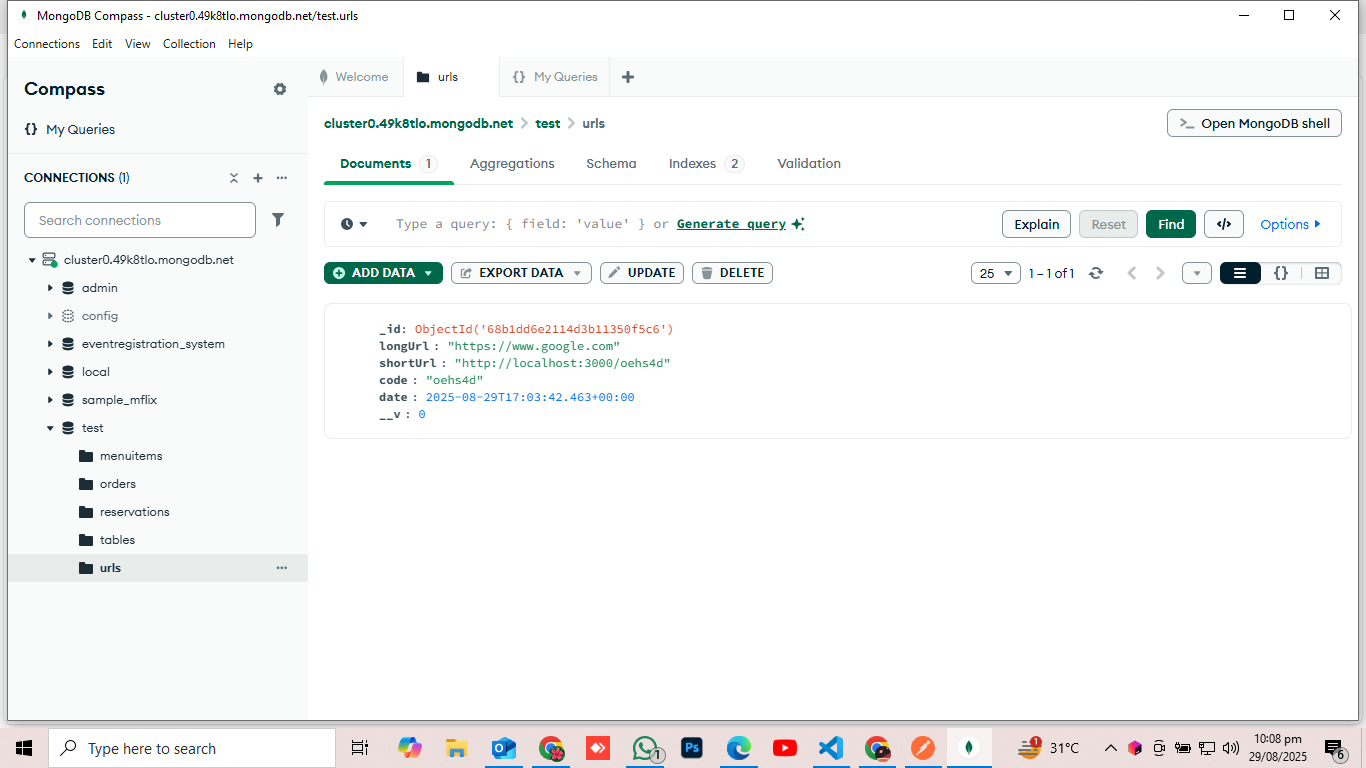 MongoDB Compass - cluster0.49k8tlo.mongodb.net/test.urls
Connections Edit View Collection Help
Compass
{} My Queries
CONNECTIONS (1)
Search connections
cluster0.49k8tlo.mongodb.net
admin
config
eventregistration_system
local
sample_mflix
test
menuitems
orders
reservations
tables
urls
Welcome urls {} My Queries
cluster0.49k8tlo.mongodb.net > test > urls
>_ Open MongoDB shell
Documents 1 Aggregations Schema Indexes 2 Validation
Type a query: { field: 'value' } or Generate query
Explain Reset Find </> Options
ADD DATA EXPORT DATA UPDATE DELETE
25 1 – 1 of 1 {}
_id: ObjectId('68b1dd6e2114d3b11350f5c6')
longUrl : "https://www.google.com"
shortUrl : "http://localhost:3000/oehs4d"
code : "oehs4d"
date : 2025-08-29T17:03:42.463+00:00
__v : 0
Type here to search
Ps
1
1
31°C
10:08 pm
29/08/2025
6